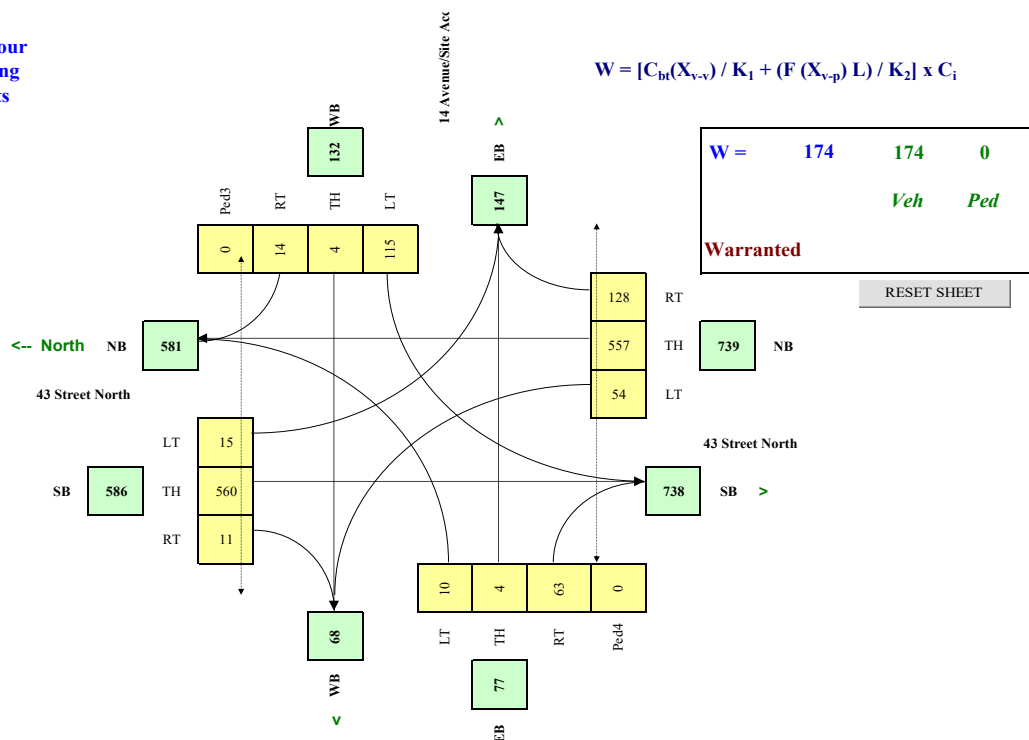 our
ng
ts
14 Avenue/Site Acc
W = [Cbt(Xv-v) / K1 + (F (Xv-p) L) / K2] x Ci
WB
132
^
EB
147
W = 174 174 0
Veh Ped
Warranted
RESET SHEET
Ped3 RT TH LT
0 14 4 115
128 RT
557 TH
54 LT
739 NB
<-- North NB 581
43 Street North
43 Street North
LT 15
TH 560
RT 11
SB 586
738 SB >
10 4 63 0
LT TH RT Ped4
68
WB
v
77
EB